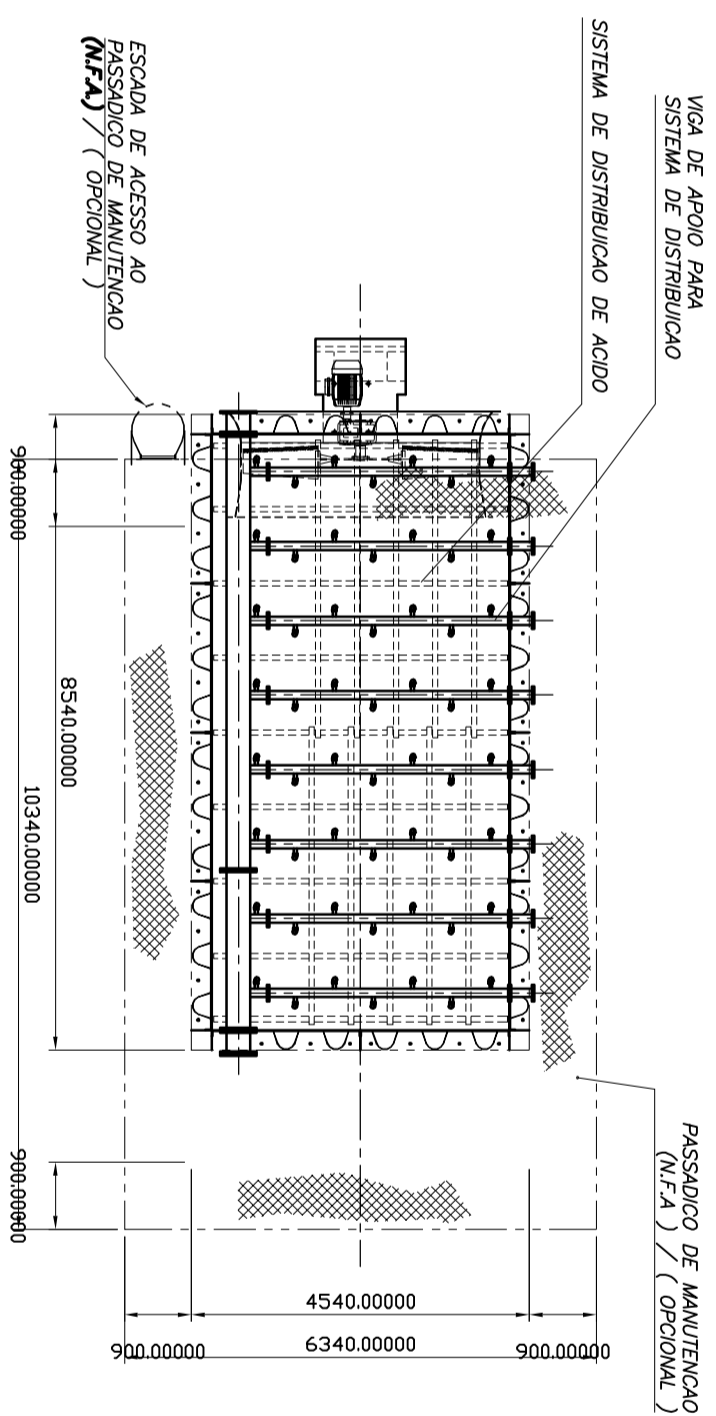 VIGA DE APOIO PARA
SISTEMA DE DISTRIBUICAO
SISTEMA DE DISTRIBUICAO DE ACIDO
ESCADA DE ACESSO AO
PASSADICO DE MANUTENCAO
(N.F.A.) / ( OPCIONAL )
PASSADICO DE MANUTENCAO
(N.F.A ) / ( OPCIONAL )
900.00000
8540.00000
10340.00000
900.00000
4540.00000
900.00000
6340.00000
900.00000